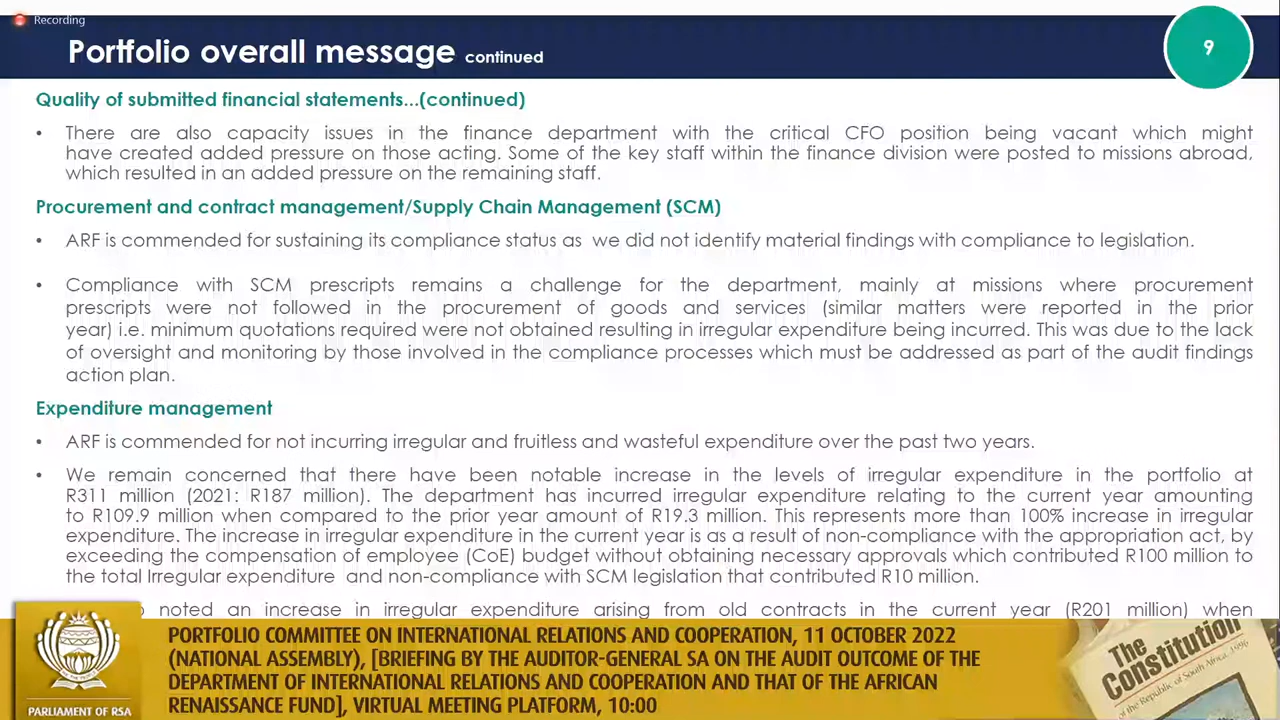 Recording
Portfolio overall message continued
9
Quality of submitted financial statements...(continued)
• There are also capacity issues in the finance department with the critical CFO position being vacant which might
have created added pressure on those acting. Some of the key staff within the finance division were posted to missions abroad,
which resulted in an added pressure on the remaining staff.
Procurement and contract management/Supply Chain Management (SCM)
• ARF is commended for sustaining its compliance status as we did not identify material findings with compliance to legislation.
• Compliance with SCM prescripts remains a challenge for the department, mainly at missions where procurement
prescripts were not followed in the procurement of goods and services (similar matters were reported in the prior
year) i.e. minimum quotations required were not obtained resulting in irregular expenditure being incurred. This was due to the lack
of oversight and monitoring by those involved in the compliance processes which must be addressed as part of the audit findings
action plan.
Expenditure management
• ARF is commended for not incurring irregular and fruitless and wasteful expenditure over the past two years.
• We remain concerned that there have been notable increase in the levels of irregular expenditure in the portfolio at
R311 million (2021: R187 million). The department has incurred irregular expenditure relating to the current year amounting
to R109.9 million when compared to the prior year amount of R19.3 million. This represents more than 100% increase in irregular
expenditure. The increase in irregular expenditure in the current year is as a result of non-compliance with the appropriation act, by
exceeding the compensation of employee (CoE) budget without obtaining necessary approvals which contributed R100 million to
the total Irregular expenditure and non-compliance with SCM legislation that contributed R10 million.
noted an increase in irregular expenditure arising from old contracts in the current year (R201 million) when
PORTFOLIO COMMITTEE ON INTERNATIONAL RELATIONS AND COOPERATION, 11 OCTOBER 2022
(NATIONAL ASSEMBLY), [BRIEFING BY THE AUDITOR-GENERAL SA ON THE AUDIT OUTCOME OF THE
DEPARTMENT OF INTERNATIONAL RELATIONS AND COOPERATION AND THAT OF THE AFRICAN
RENAISSANCE FUND], VIRTUAL MEETING PLATFORM, 10:00
PARLIAMENT OF RSA
The
Constitution
of the Republic of South Africa, 1996